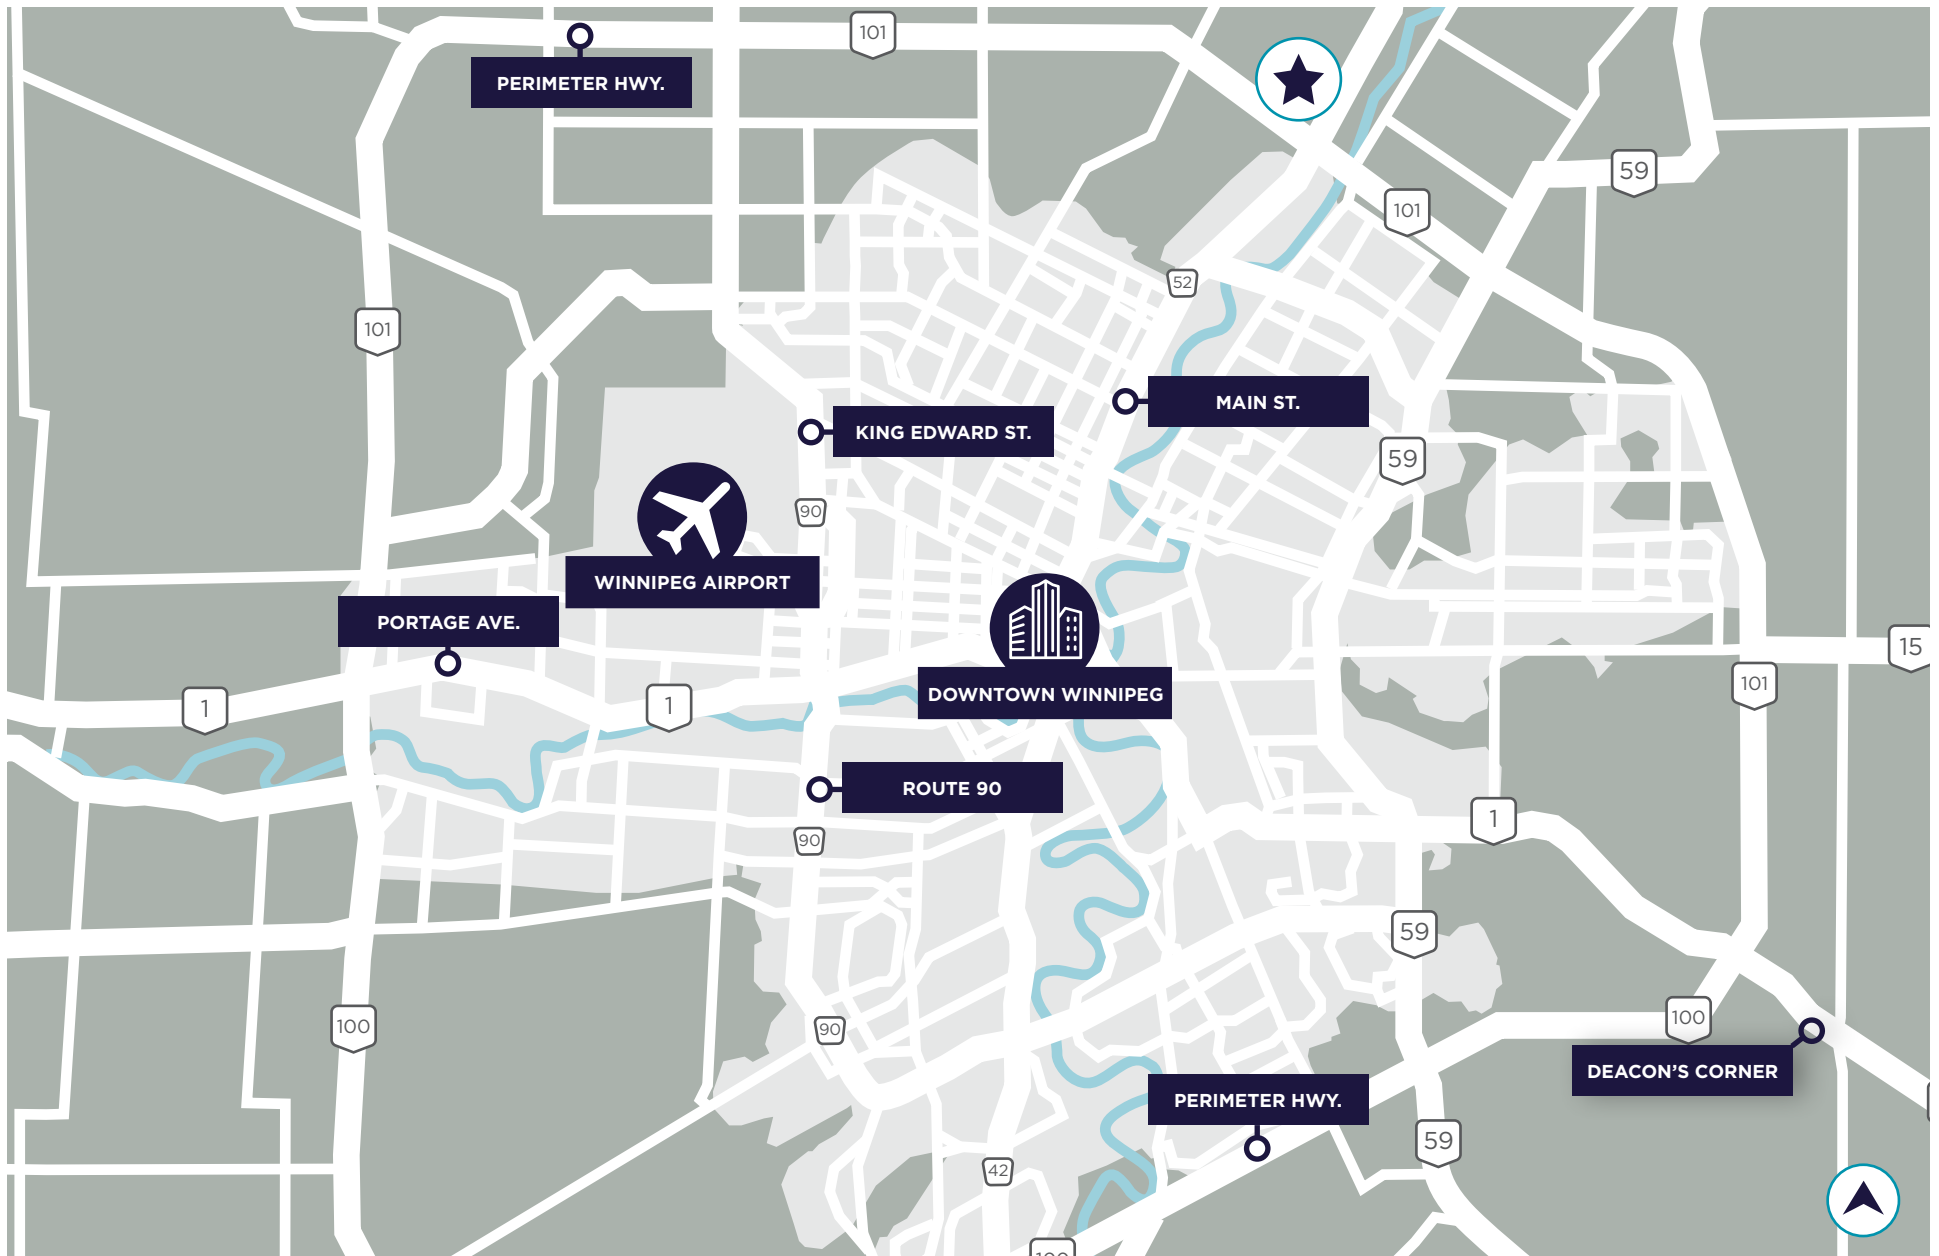 101
PERIMETER HWY.
59
101
52
101
MAIN ST.
KING EDWARD ST.
59
90
WINNIPEG AIRPORT
PORTAGE AVE.
15
101
DOWNTOWN WINNIPEG
1
1
ROUTE 90
1
90
59
100
100
90
DEACON'S CORNER
PERIMETER HWY.
59
42
100